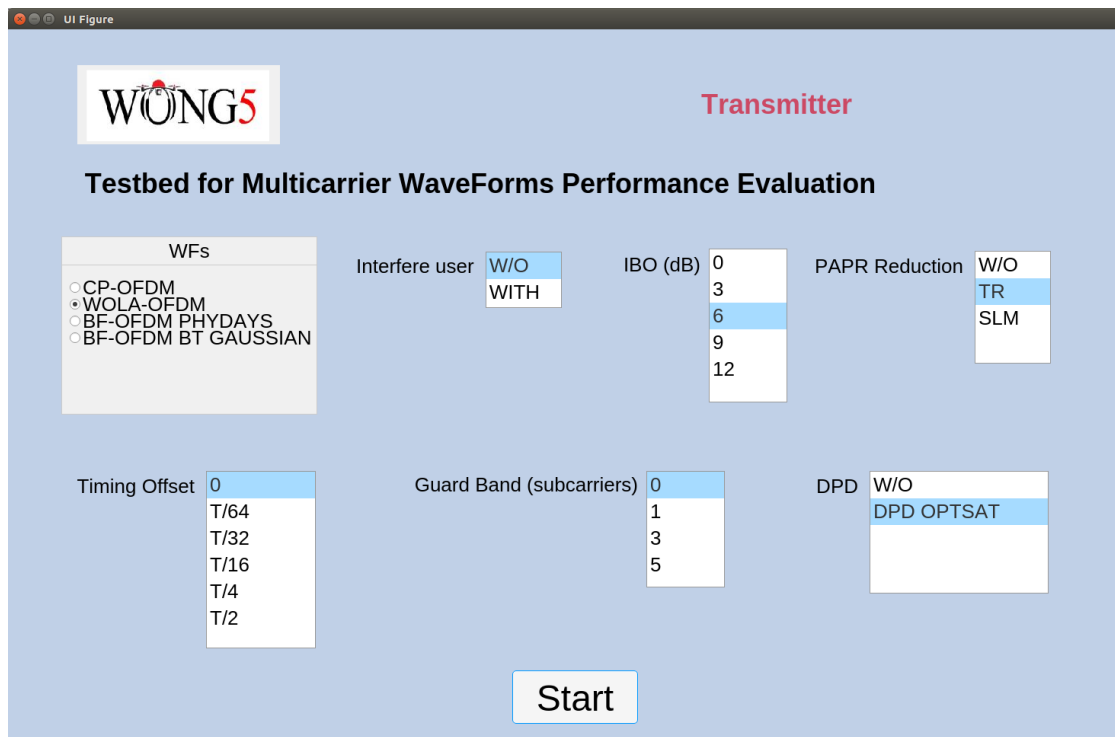 UI Figure
WONG5
Transmitter
Testbed for Multicarrier WaveForms Performance Evaluation
WFs
CP-OFDM
WOLA-OFDM
BF-OFDM PHYDAYS
BF-OFDM BT GAUSSIAN
Interfere user
W/O
WITH
IBO (dB)
0
3
6
9
12
PAPR Reduction
W/O
TR
SLM
Timing Offset
0
T/64
T/32
T/16
T/4
T/2
Guard Band (subcarriers)
0
1
3
5
DPD
W/O
DPD OPTSAT
Start